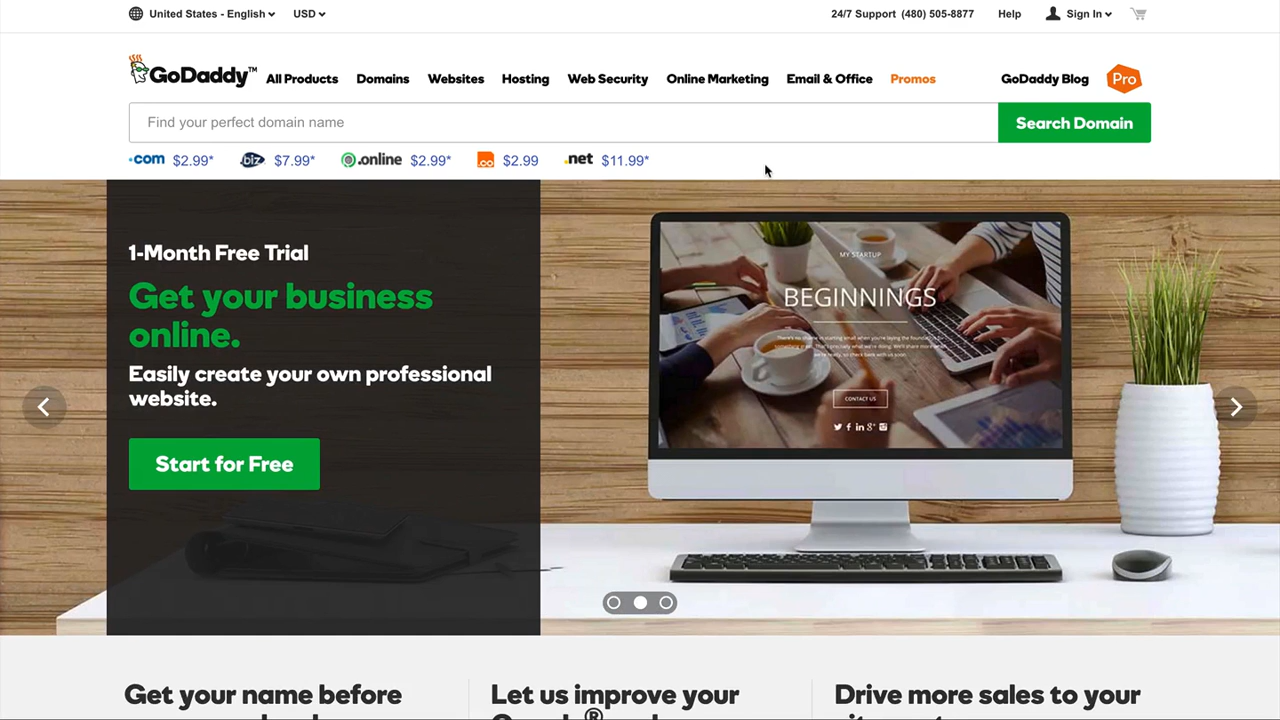 United States - English USD 24/7 Support (480) 505-8877 Help Sign In
GoDaddy™ All Products Domains Websites Hosting Web Security Online Marketing Email & Office Promos GoDaddy Blog Pro
Find your perfect domain name Search Domain
.com $2.99* .biz $7.99* .online $2.99* .co $2.99 .net $11.99*
1-Month Free Trial
Get your business
online.
Easily create your own professional
website.
Start for Free
MY STARTUP
BEGINNINGS
CONTACT US
Get your name before
Let us improve your
Drive more sales to your